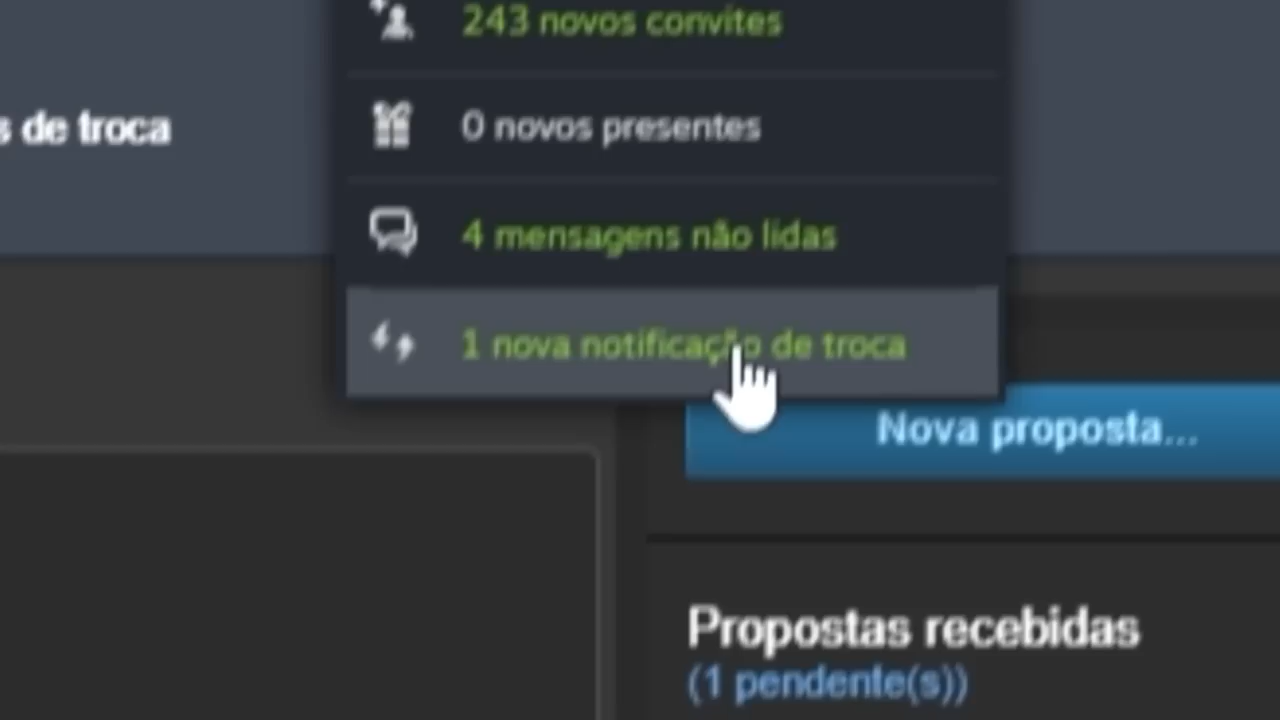 243 novos convites
s de troca
0 novos presentes
4 mensagens não lidas
1 nova notificação de troca
Nova proposta...
Propostas recebidas
(1 pendente(s))